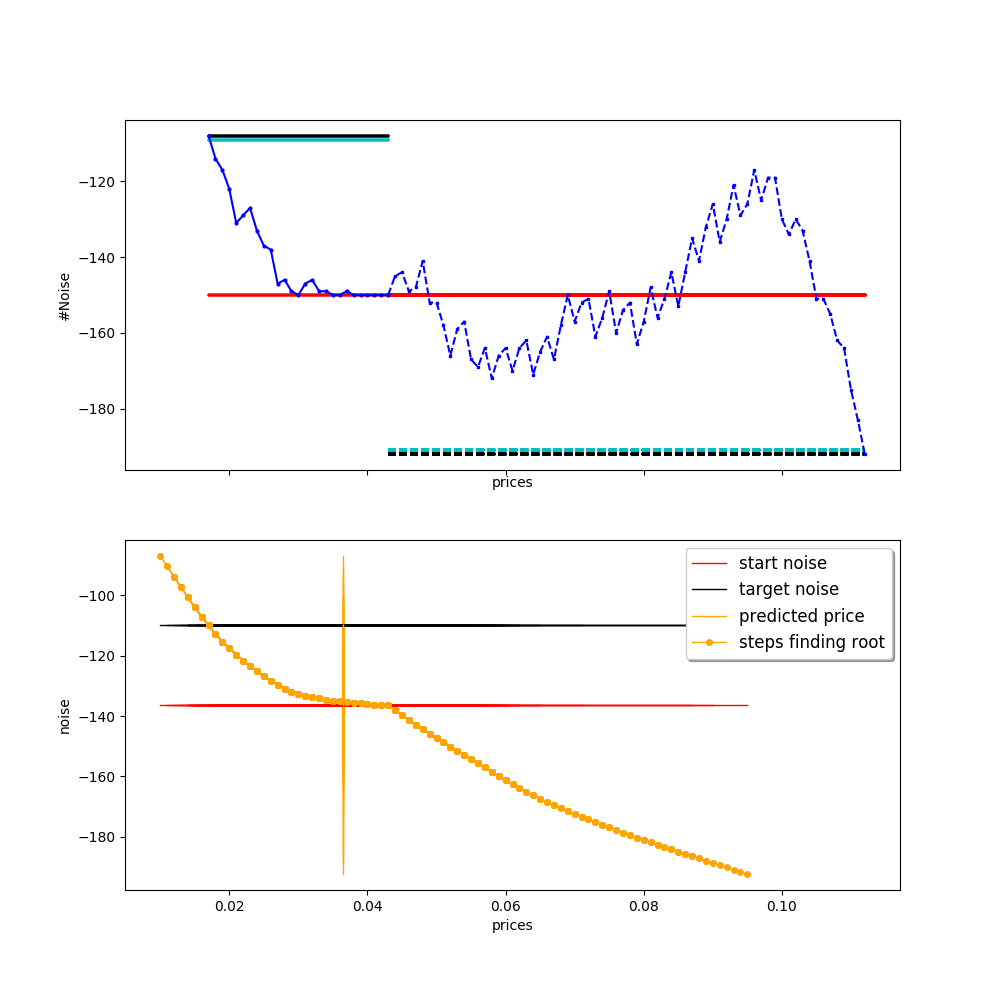 #Noise
−120
−140
−160
−180
prices
noise
−100
−120
−140
−160
−180
start noise
target noise
predicted price
steps finding root
0.02 0.04 0.06 0.08 0.10
prices